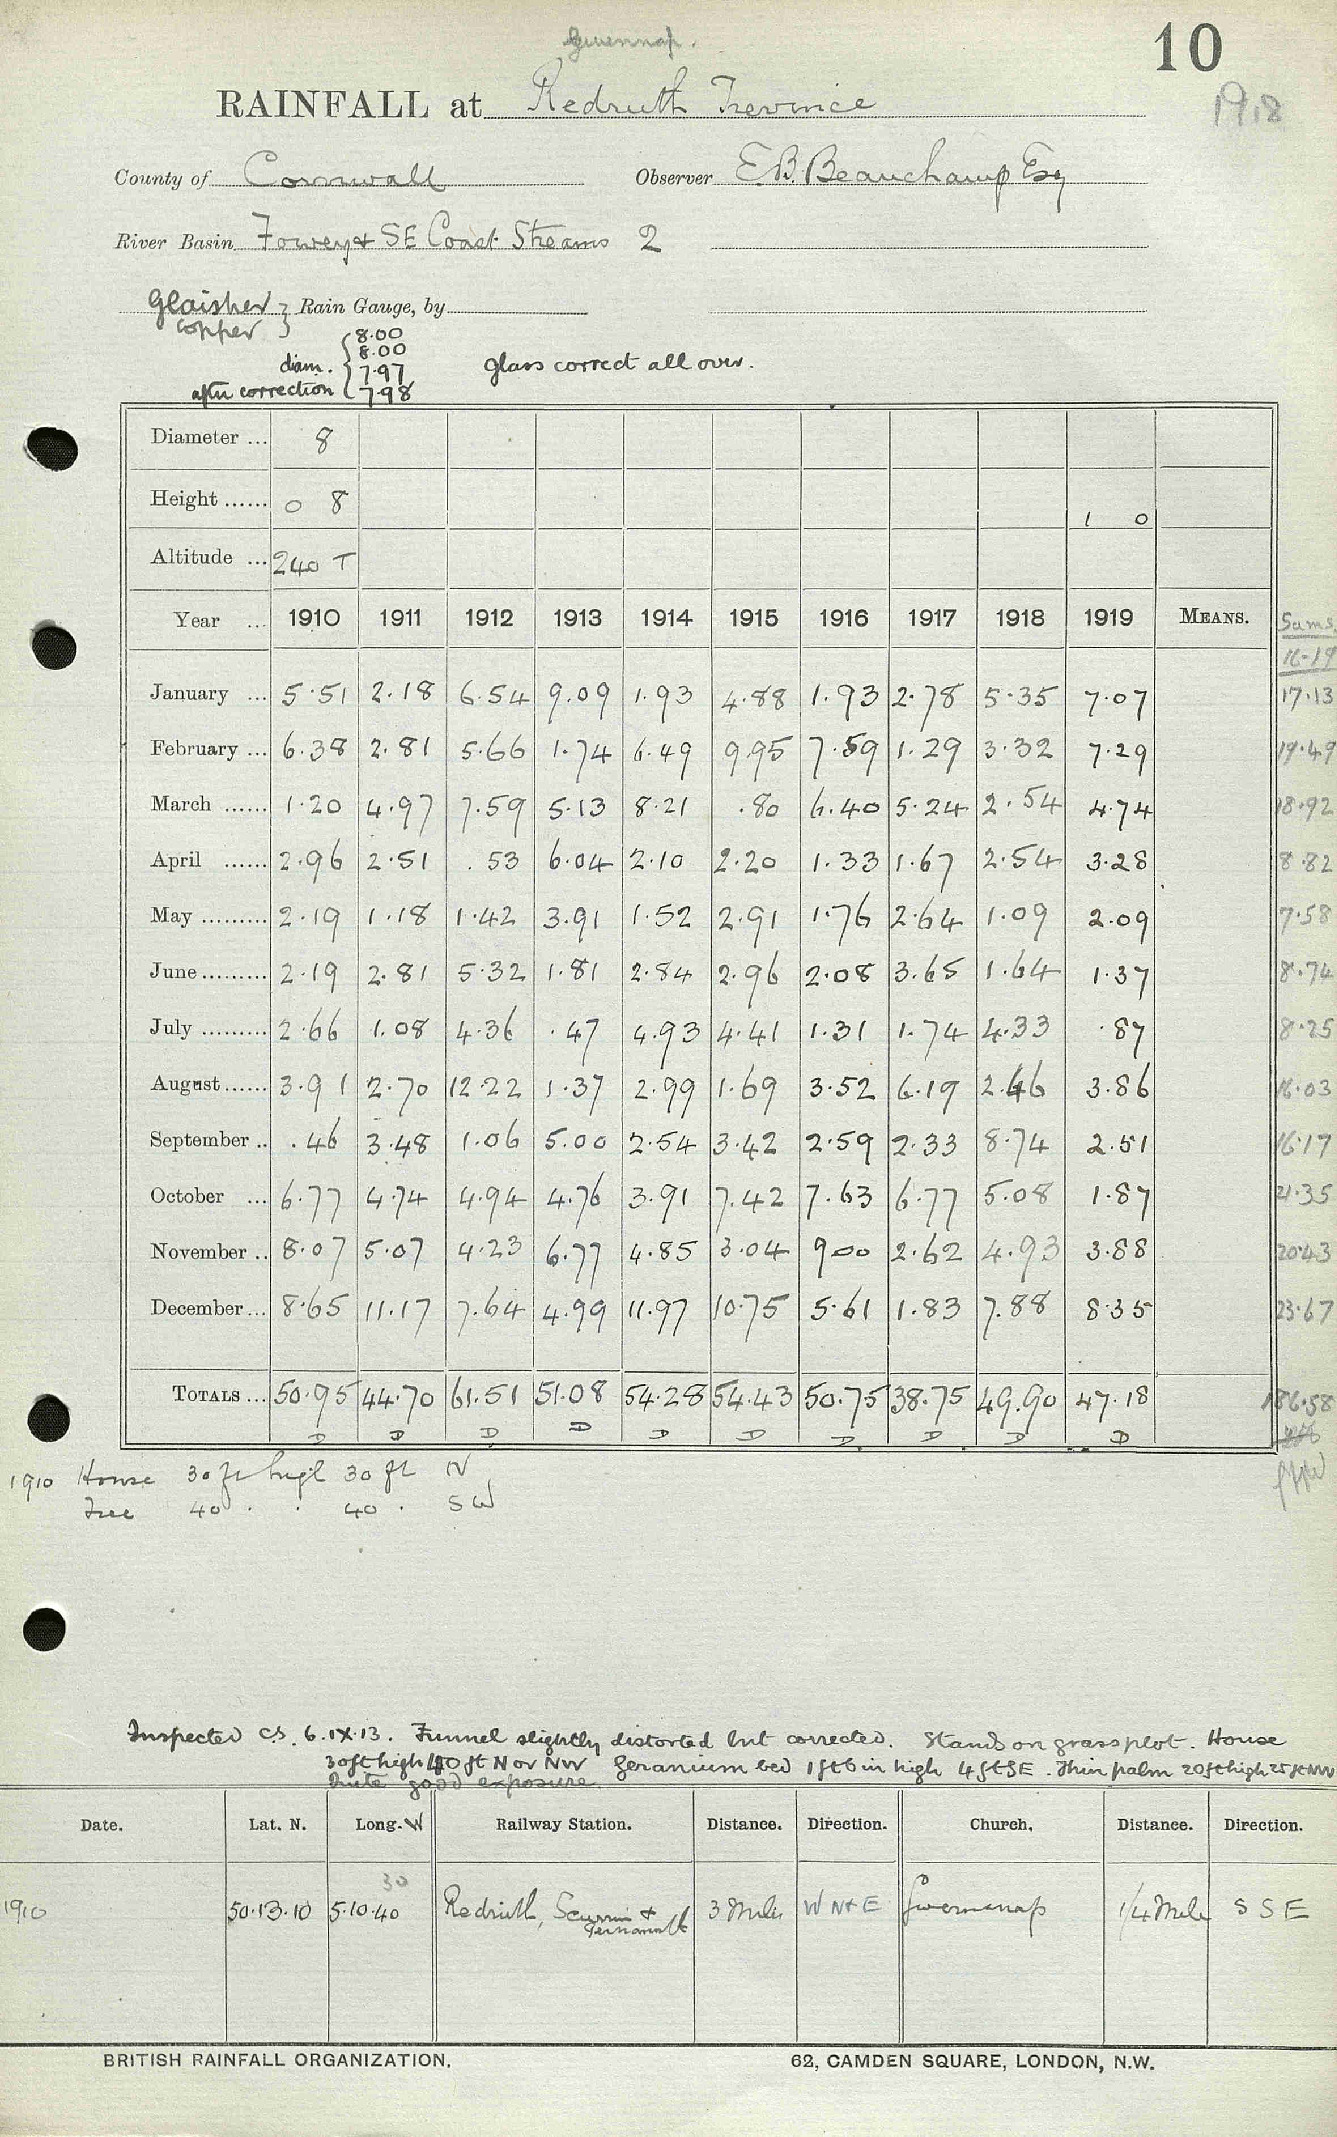 Gwennap.
10
RAINFALL at Redruth Trevince
1918
County of Cornwall Observer E.B. Beauchamp Esq
River Basin Fowey & SE Coast Streams 2
Glaisher } Rain Gauge, by
copper
8.00
8.00
diam. 7.97 glass correct all over.
after correction 7.98
Diameter ... 8
Height ...... 0 8 1 0
Altitude ... 240 T
Year ... 1910 1911 1912 1913 1914 1915 1916 1917 1918 1919 MEANS. Sums
16-19
January ... 5.51 2.18 6.54 9.09 1.93 4.88 1.93 2.78 5.35 7.07 17.13
February ... 6.38 2.81 5.66 1.74 6.49 9.95 7.59 1.29 3.32 7.29 19.49
March ...... 1.20 4.97 7.59 5.13 8.21 .80 6.40 5.24 2.54 4.74 18.92
April ...... 2.96 2.51 .53 6.04 2.10 2.20 1.33 1.67 2.54 3.28 8.82
May ......... 2.19 1.18 1.42 3.91 1.52 2.91 1.76 2.64 1.09 2.09 7.58
June ......... 2.19 2.81 5.32 1.81 2.84 2.96 2.08 3.65 1.64 1.37 8.74
July ......... 2.66 1.08 4.36 .47 4.93 4.41 1.31 1.74 4.33 .87 8.25
August ...... 3.91 2.70 12.22 1.37 2.99 1.69 3.52 6.19 2.46 3.86 16.03
September .. .46 3.48 1.06 5.00 2.54 3.42 2.59 2.33 8.74 2.51 16.17
October ... 6.77 4.74 4.94 4.76 3.91 7.42 7.63 6.77 5.08 1.87 21.35
November .. 8.07 5.07 4.23 6.77 4.85 3.04 9.00 2.62 4.93 3.88 20.43
December ... 8.65 11.17 7.64 4.99 11.97 10.75 5.61 1.83 7.88 8.35 23.67
TOTALS ... 50.95 44.70 61.51 51.08 54.28 54.43 50.75 38.75 49.90 47.18 186.58
D D D D D D D D D D
1910 House 30 ft high 30 ft N
Tree 40 . . 40 . SW
Inspected C.S. 6.IX.13. Funnel slightly distorted but corrected. Stands on grass plot. House
30ft high 40 ft N or NW Geranium bed 1ft 6 in high 4ft SE. Thin palm 20ft high 25ft NW
Quite good exposure.
Date. Lat. N. Long. W Railway Station. Distance. Direction. Church. Distance. Direction.
30
1910 50.13.10 5.10.40 Redruth, Scurrier & 3 Miles W N & E Gwennap 1/4 Mile SSE
Perranwell
BRITISH RAINFALL ORGANIZATION. 62, CAMDEN SQUARE, LONDON, N.W.